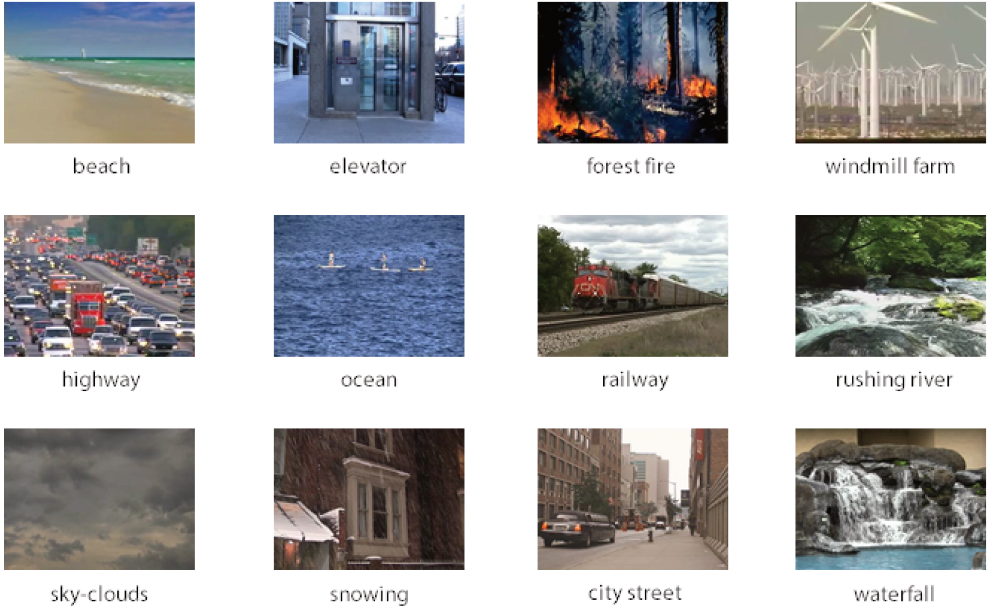 beach
elevator
forest fire
windmill farm
highway
ocean
railway
rushing river
sky-clouds
snowing
city street
waterfall